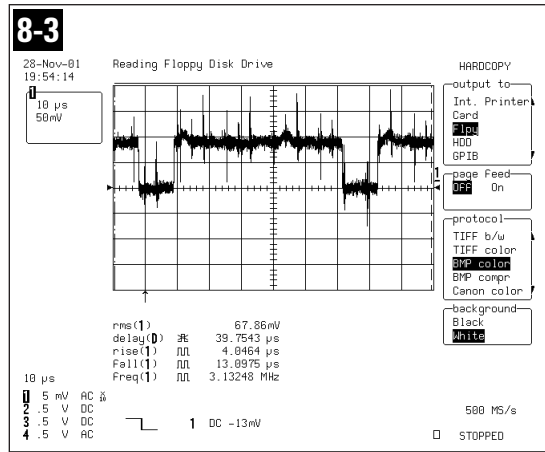 8-3
28-Nov-01
19:54:14
Reading Floppy Disk Drive
1
10 µs
50mV
HARDCOPY
output to
Int. Printer
Card
Flpy
HDD
GPIB
1
page Feed
Off On
protocol
TIFF b/w
TIFF color
BMP color
BMP compr
Canon color
background
Black
White
rms(1) 67.86mV
delay(D) 39.7543 µs
rise(1) 4.0464 µs
fall(1) 13.0975 µs
freq(1) 3.13248 MHz
10 µs
1 5 mV AC X10
2 .5 V DC
3 .5 V DC
4 .5 V AC
1 DC -13mV
500 MS/s
STOPPED